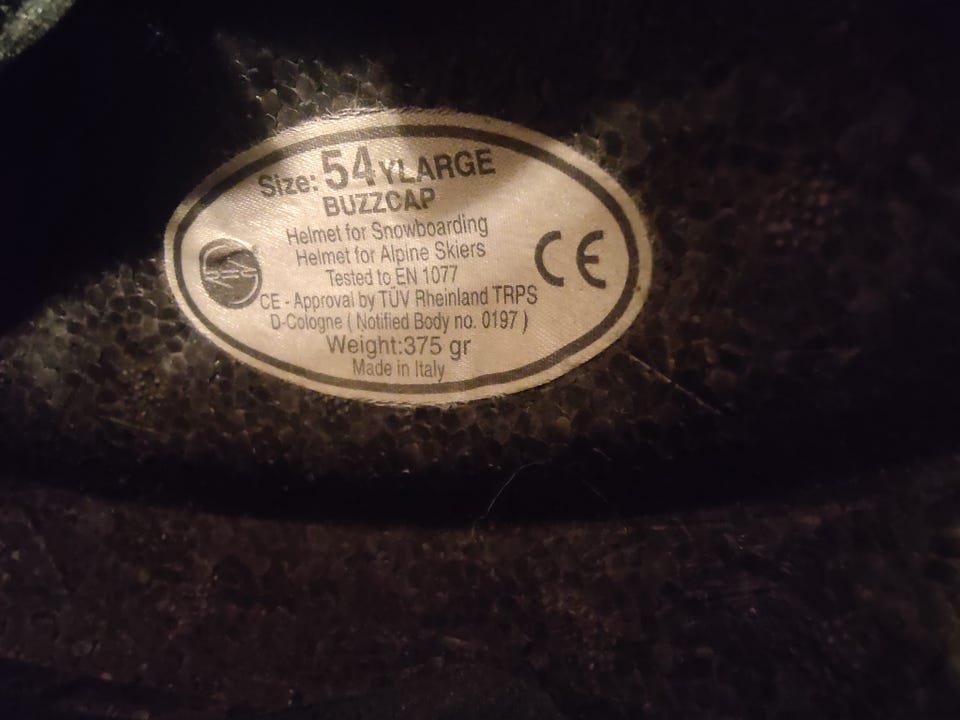 Size: 54 YLARGE
BUZZCAP
Helmet for Snowboarding
Helmet for Alpine Skiers
Tested to EN 1077
CE - Approval by TÜV Rheinland TRPS
D-Cologne ( Notified Body no. 0197 )
Weight:375 gr
Made in Italy
CE